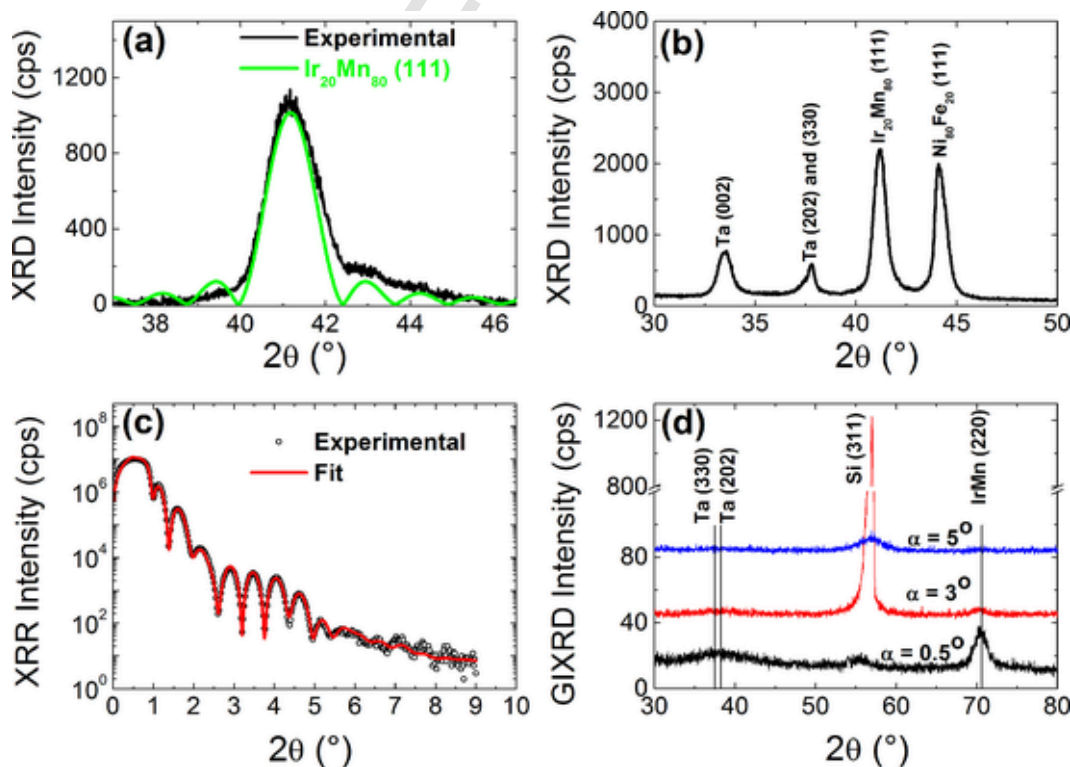 (a)
Experimental
Ir20Mn80 (111)
XRD Intensity (cps)
1200
900
600
300
0
38 40 42 44 46
2θ (°)
(b)
XRD Intensity (cps)
4000
3000
2000
1000
0
Ta (002)
Ta (202) and (330)
Ir20Mn80 (111)
Ni80Fe20 (111)
30 35 40 45 50
2θ (°)
(c)
Experimental
Fit
XRR Intensity (cps)
10^8
10^6
10^4
10^2
10^0
0 1 2 3 4 5 6 7 8 9 10
2θ (°)
(d)
GIXRD Intensity (cps)
1200
800
80
40
0
Ta (330)
Ta (202)
Si (311)
IrMn (220)
α = 5°
α = 3°
α = 0.5°
30 40 50 60 70 80
2θ (°)